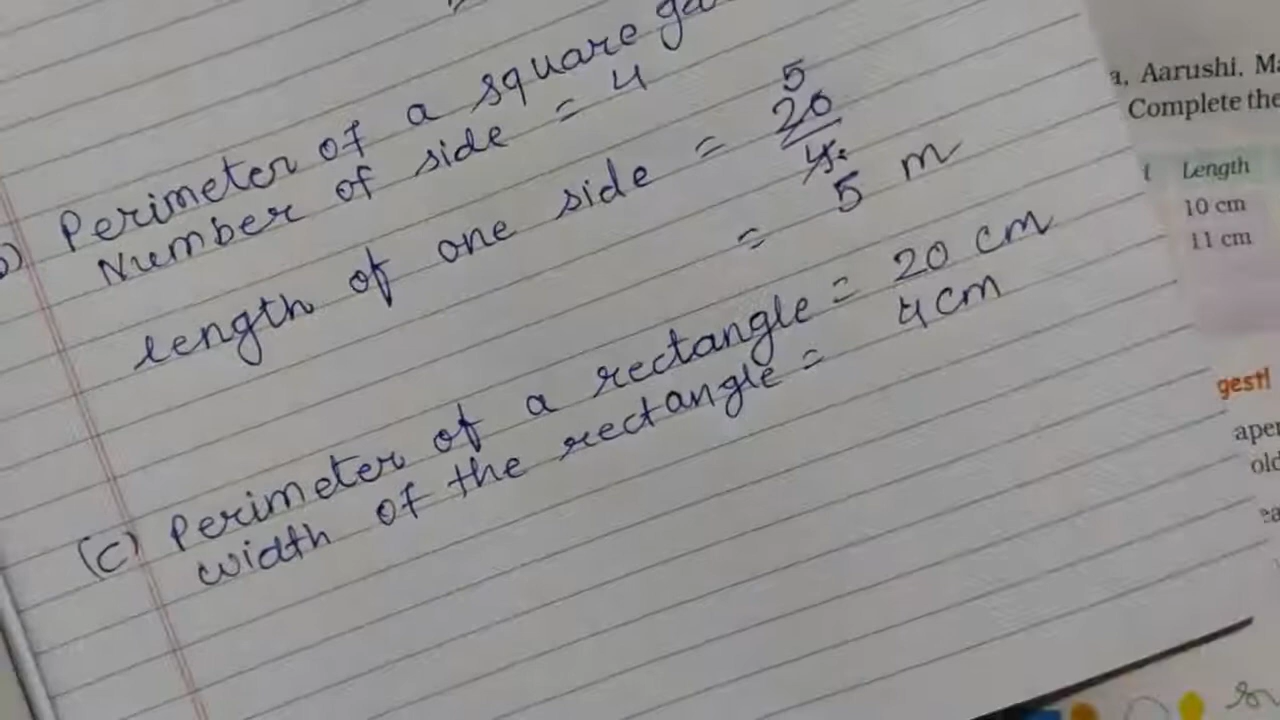 Perimeter of a square
Number of side = 4
length of one side = 20/4
5
= 5 m
(C) Perimeter of a rectangle = 20 cm
width of the rectangle = 4 cm
Aarushi.
Complete the
Length
10 cm
11 cm